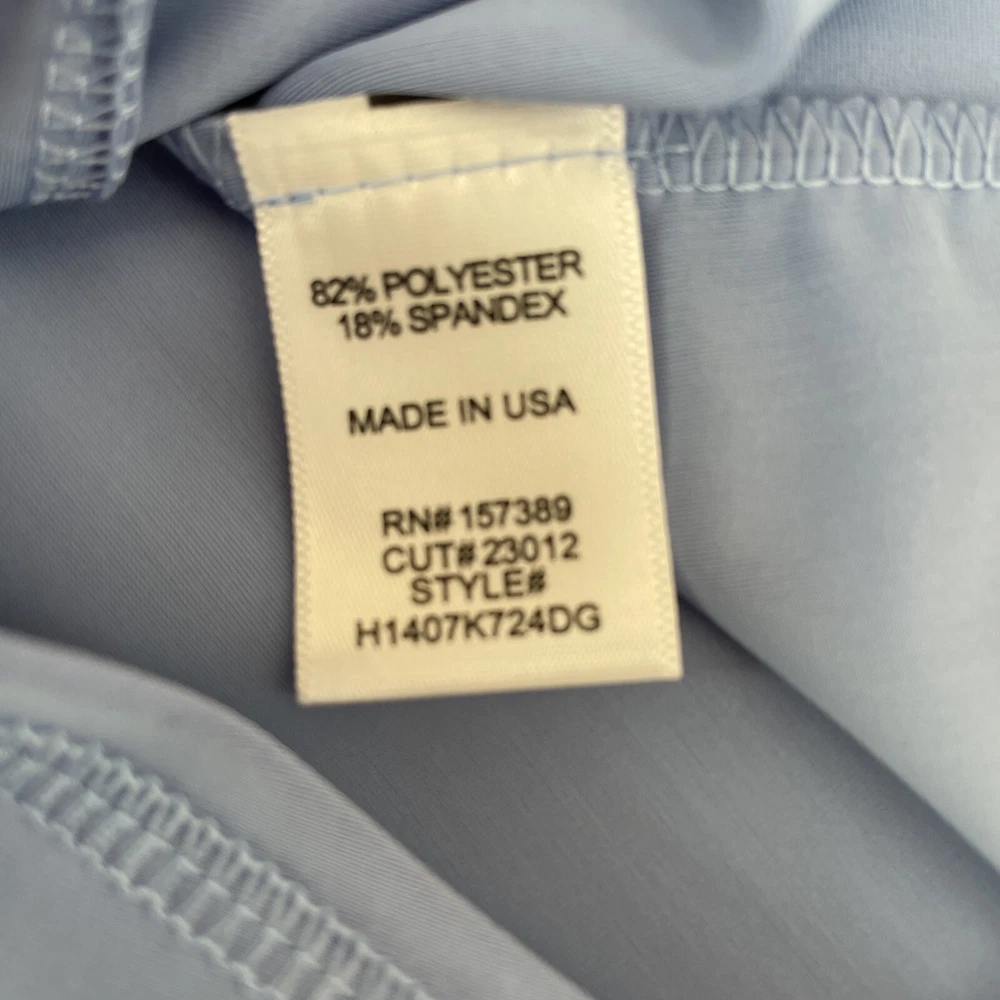 82% POLYESTER
18% SPANDEX
MADE IN USA
RN# 157389
CUT# 23012
STYLE#
H1407K724DG